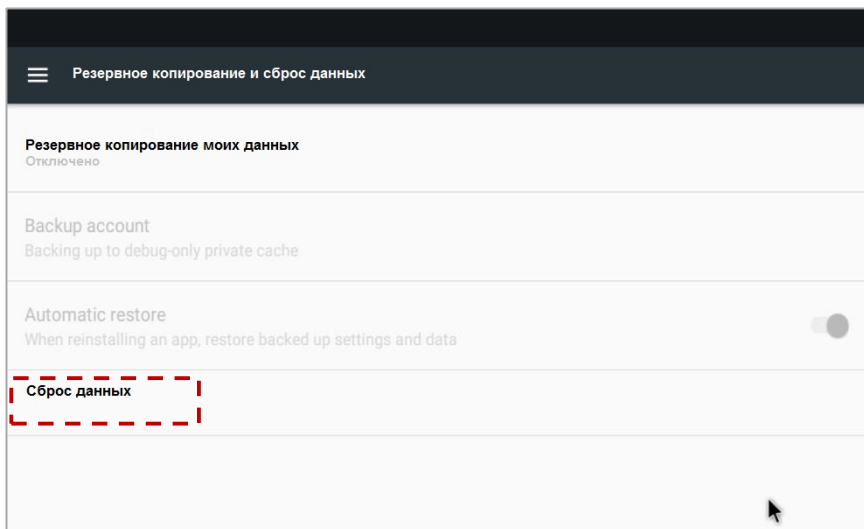 Резервное копирование и сброс данных
Резервное копирование моих данных
Отключено
Backup account
Backing up to debug-only private cache
Automatic restore
When reinstalling an app, restore backed up settings and data
Сброс данных